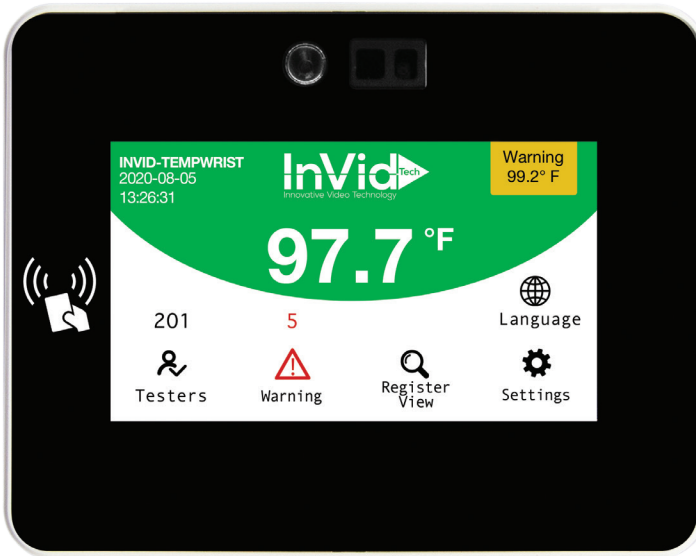 INVID-TEMPWRIST
2020-08-05
13:26:31
InVid Tech
Innovative Video Technology
Warning
99.2° F
97.7 °F
Language
201
5
Testers
Warning
Register
View
Settings